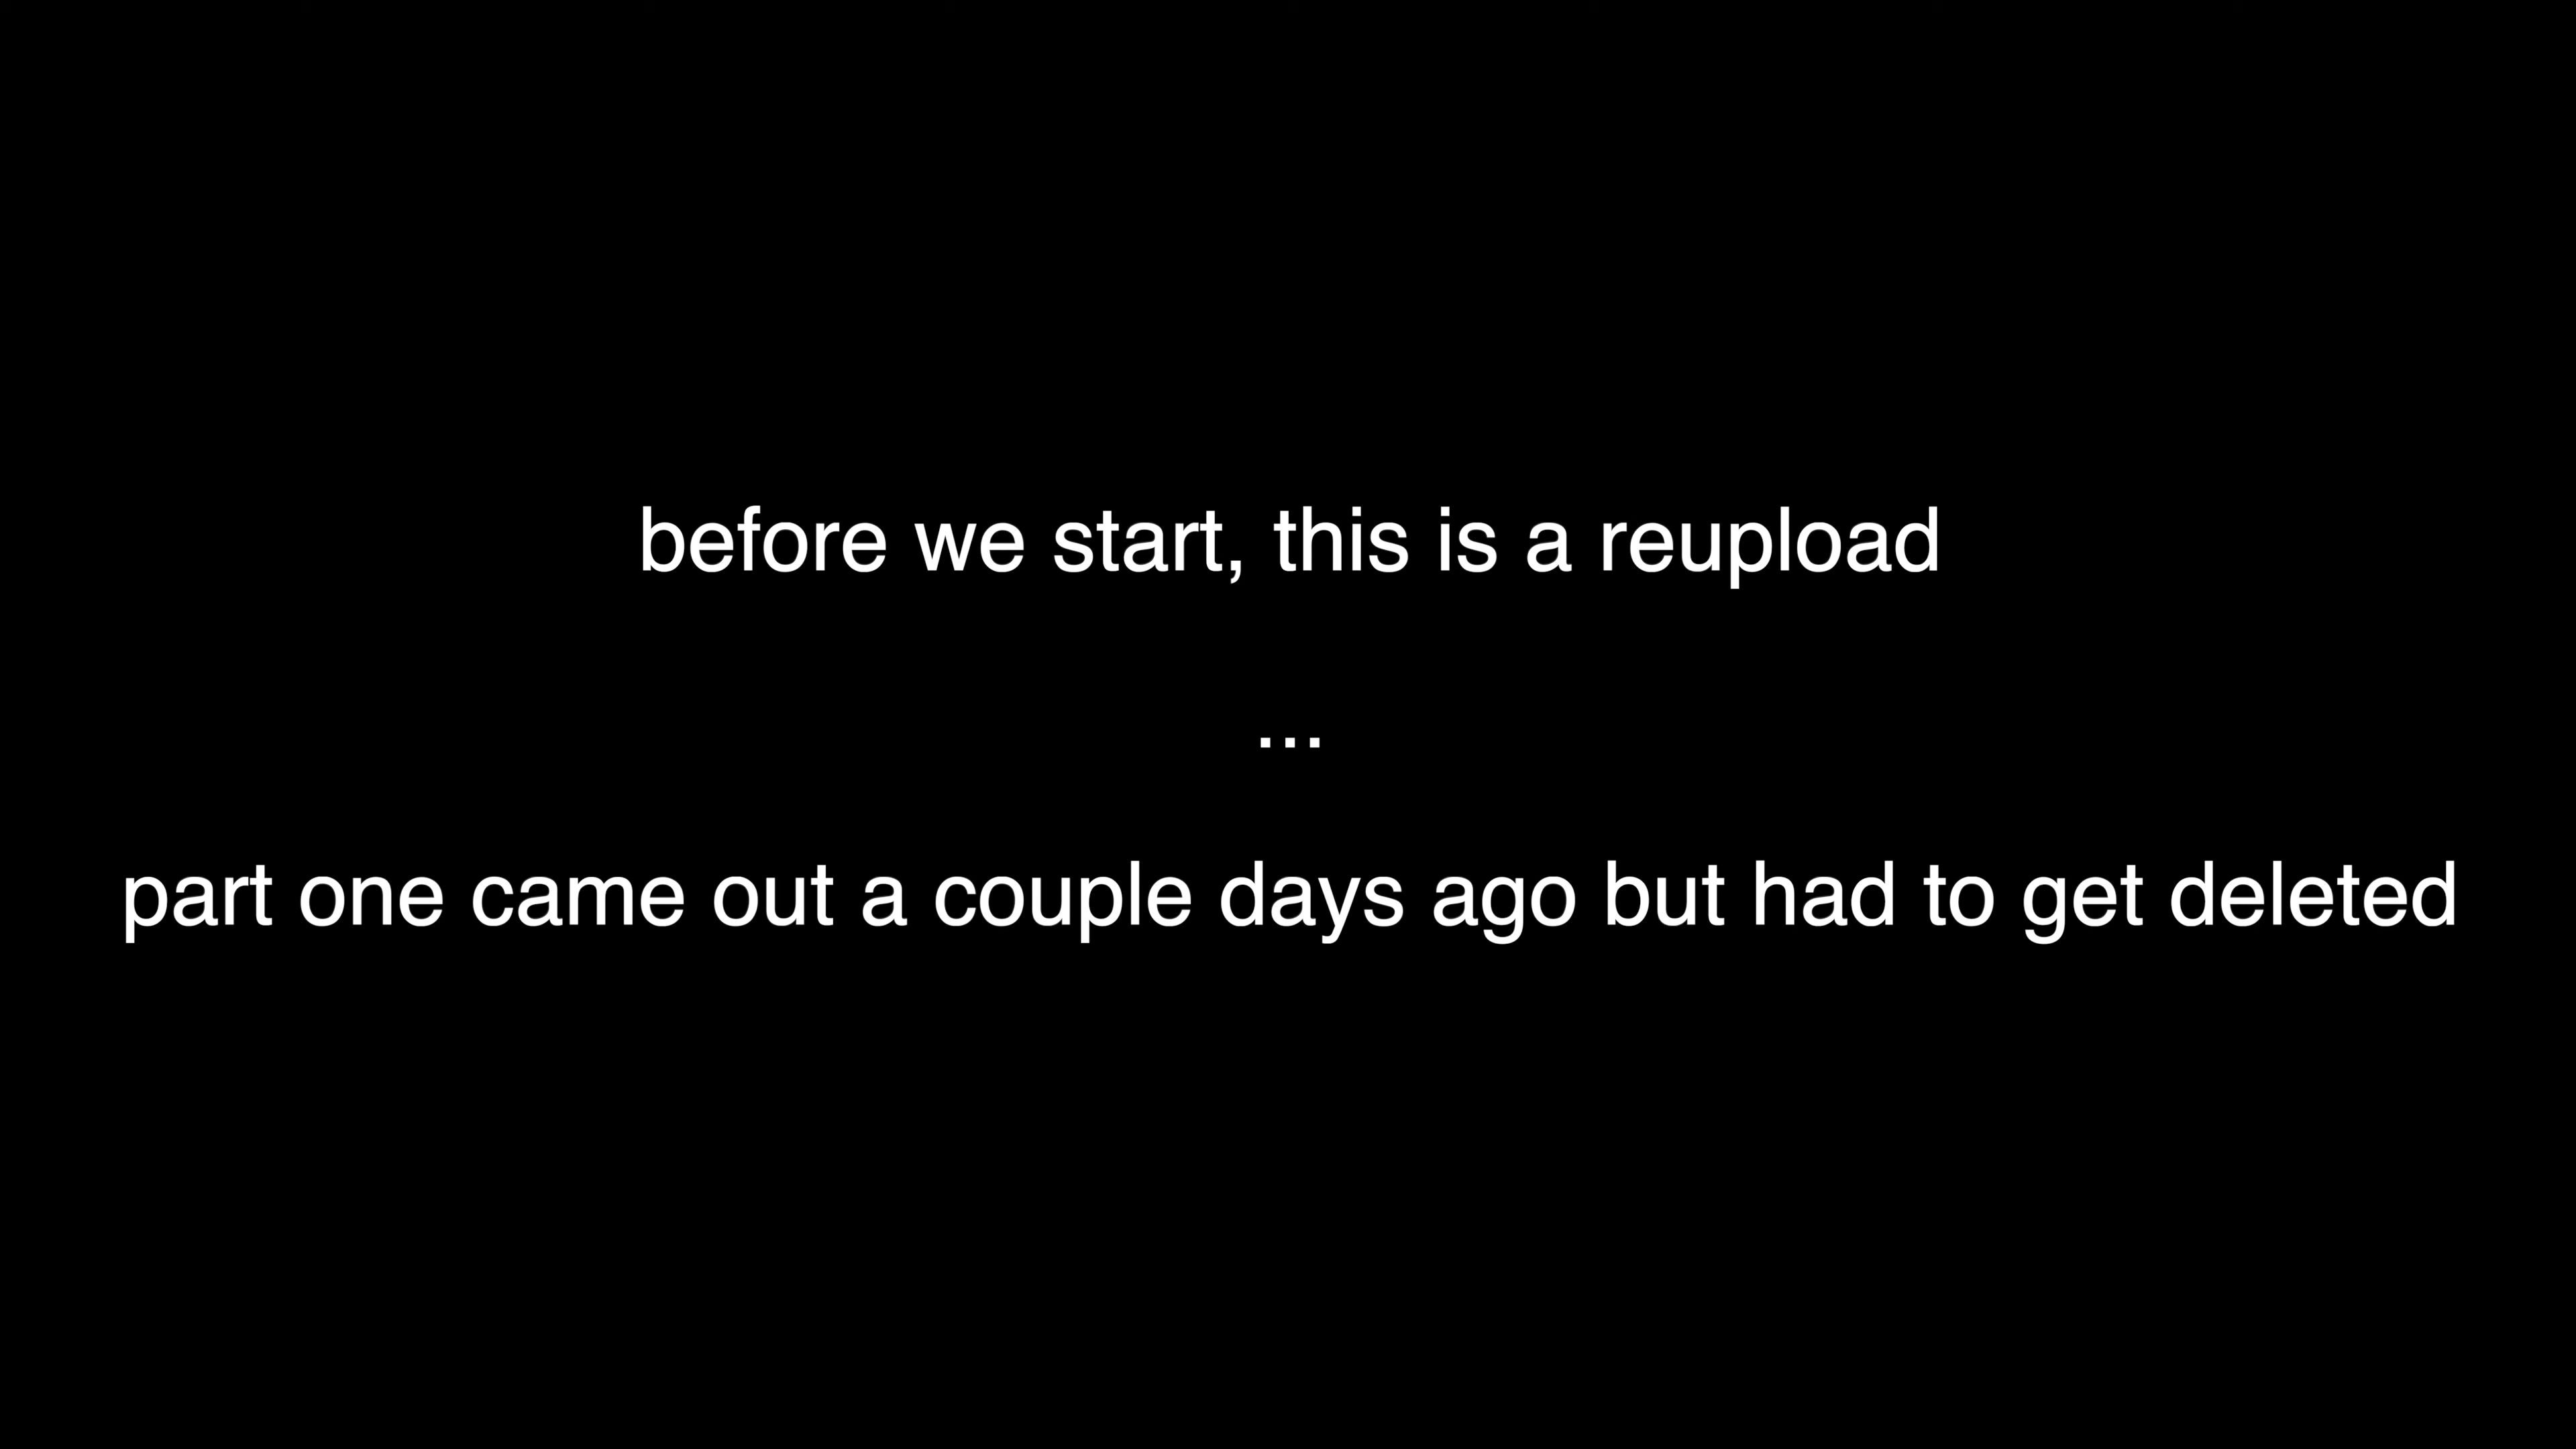 before we start, this is a reupload
...
part one came out a couple days ago but had to get deleted